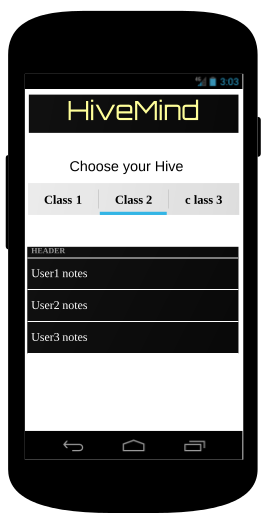 3:03
HiveMind
Choose your Hive
Class 1 Class 2 c lass 3
HEADER
User1 notes
User2 notes
User3 notes